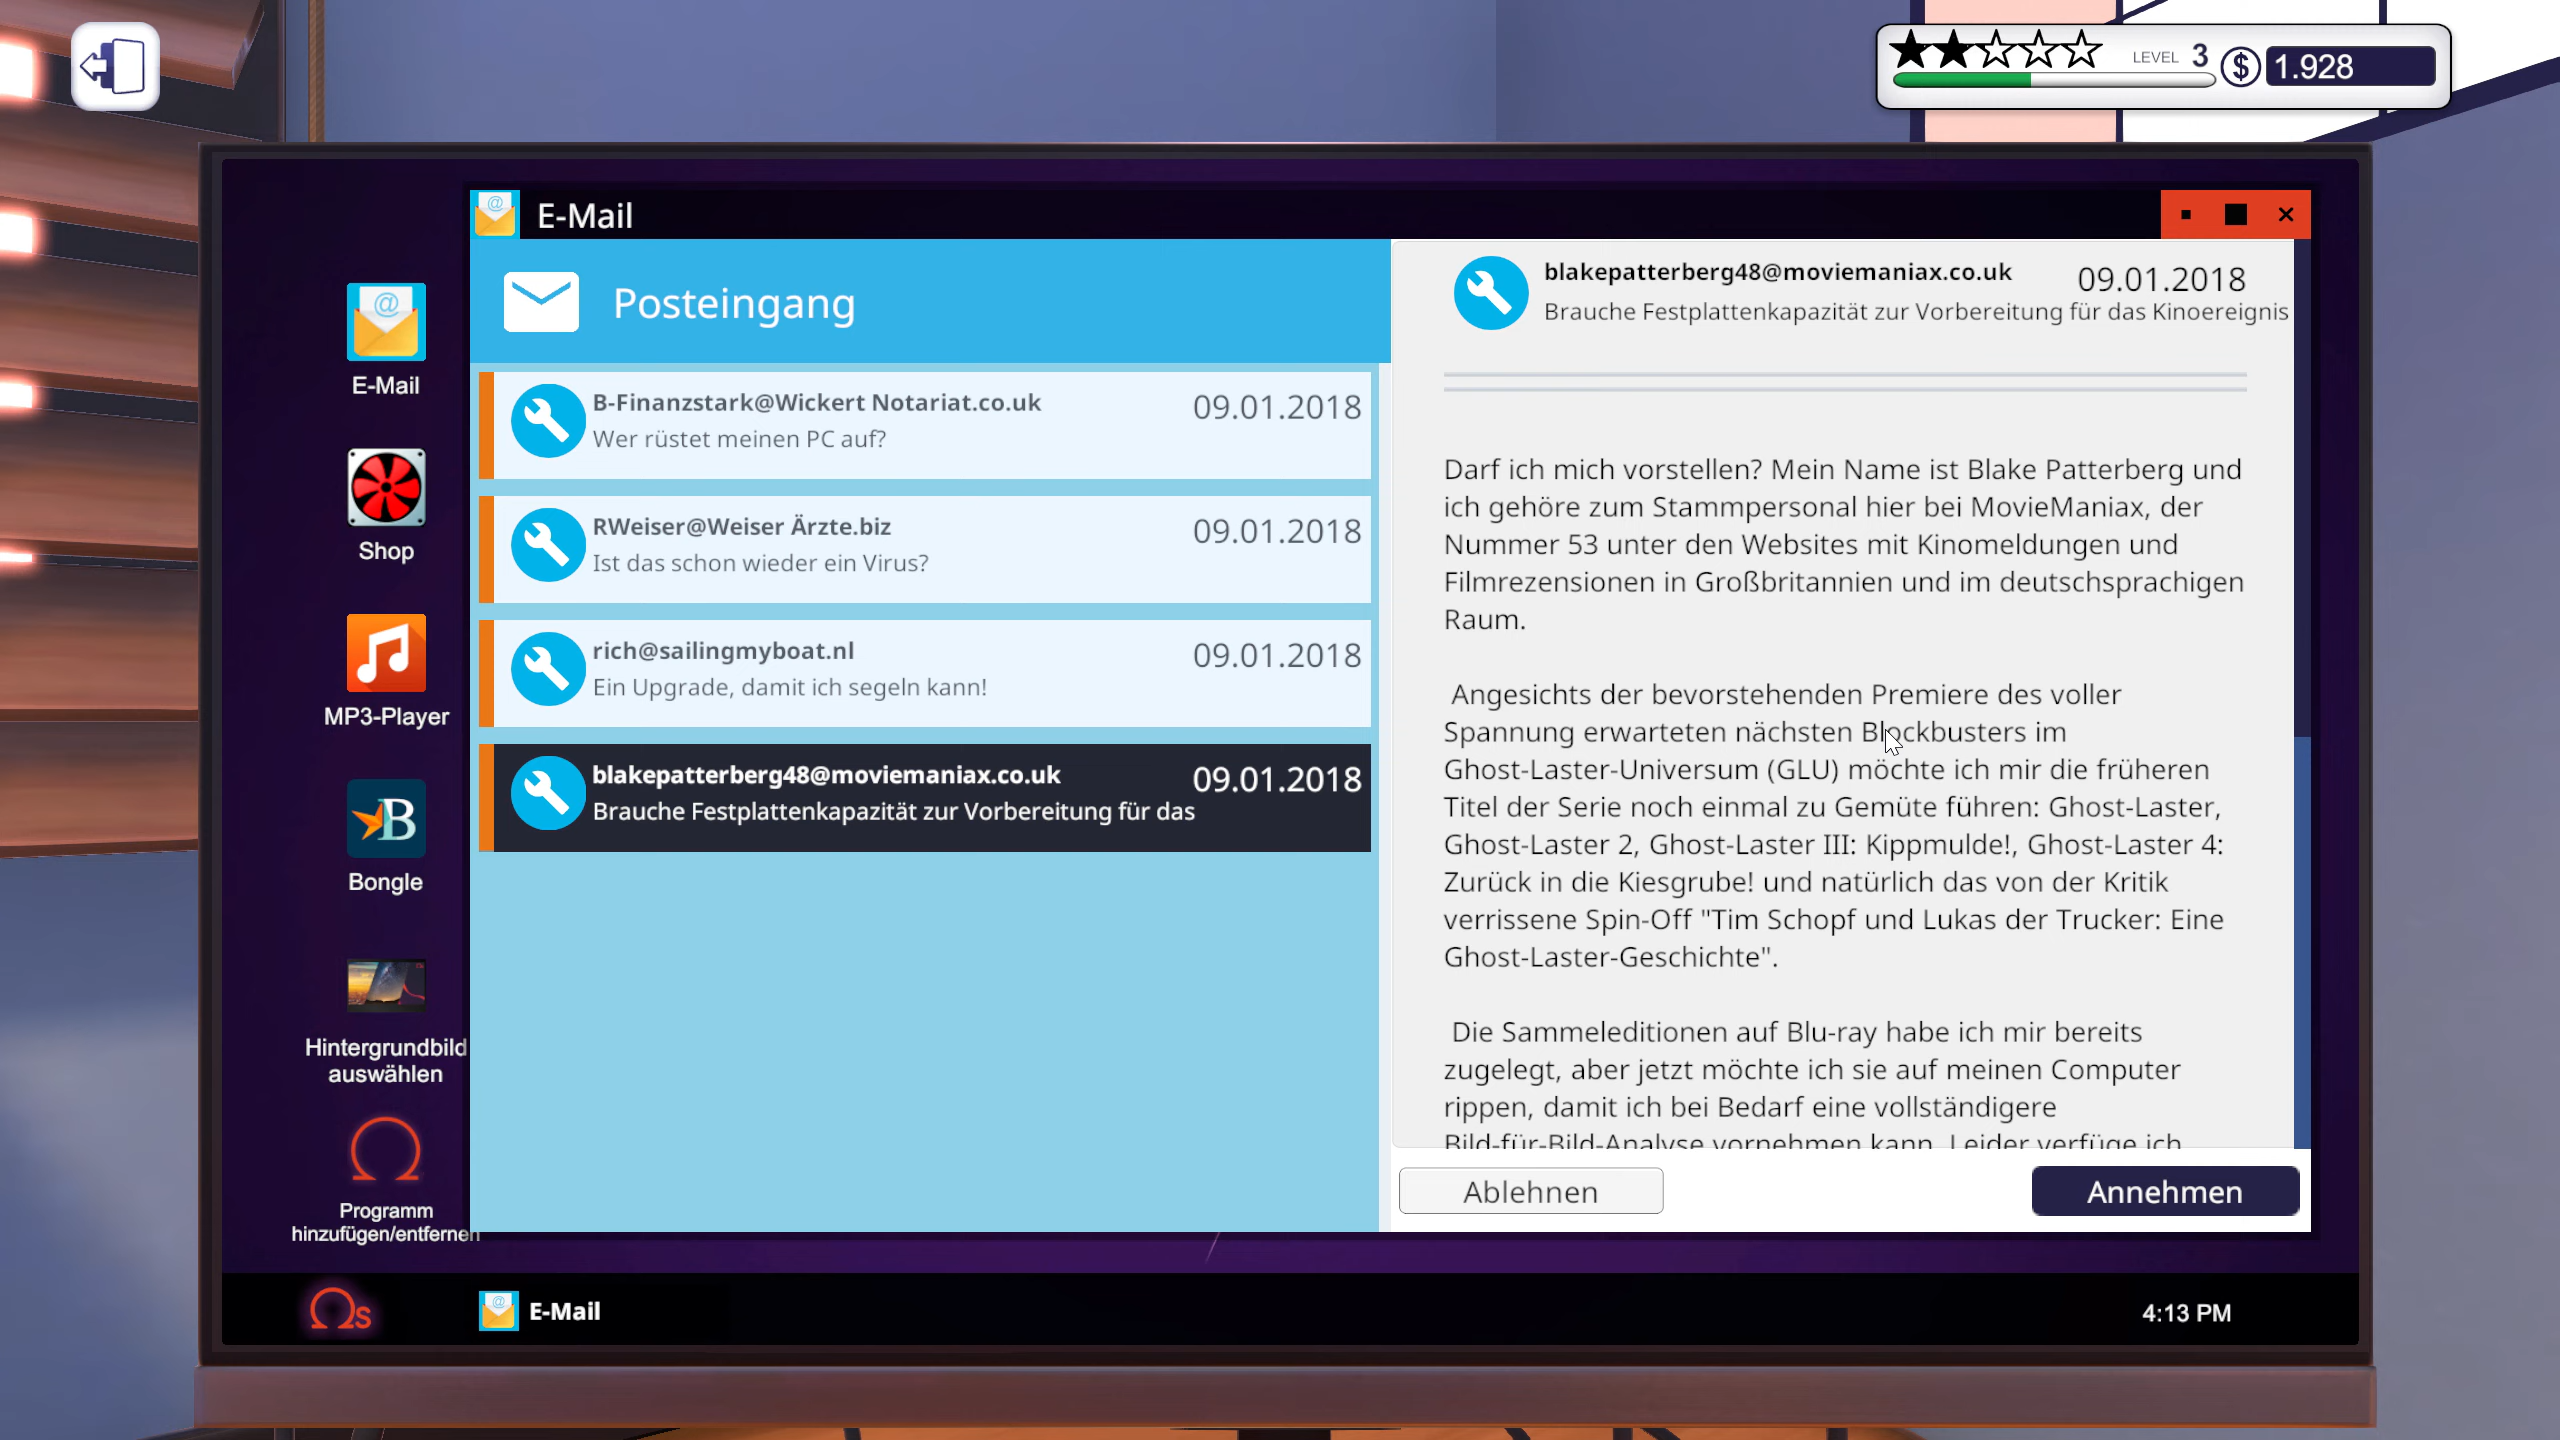 LEVEL 3
$ 1.928
E-Mail
Posteingang
B-Finanzstark@Wickert Notariat.co.uk
09.01.2018
Wer rüstet meinen PC auf?
RWeiser@Weiser Ärzte.biz
09.01.2018
Ist das schon wieder ein Virus?
rich@sailingmyboat.nl
09.01.2018
Ein Upgrade, damit ich segeln kann!
blakepatterberg48@moviemaniax.co.uk
09.01.2018
Brauche Festplattenkapazität zur Vorbereitung für das
blakepatterberg48@moviemaniax.co.uk
09.01.2018
Brauche Festplattenkapazität zur Vorbereitung für das Kinoereignis
Darf ich mich vorstellen? Mein Name ist Blake Patterberg und
ich gehöre zum Stammpersonal hier bei MovieManiax, der
Nummer 53 unter den Websites mit Kinomeldungen und
Filmrezensionen in Großbritannien und im deutschsprachigen
Raum.
Angesichts der bevorstehenden Premiere des voller
Spannung erwarteten nächsten Blockbusters im
Ghost-Laster-Universum (GLU) möchte ich mir die früheren
Titel der Serie noch einmal zu Gemüte führen: Ghost-Laster,
Ghost-Laster 2, Ghost-Laster III: Kippmulde!, Ghost-Laster 4:
Zurück in die Kiesgrube! und natürlich das von der Kritik
verrissene Spin-Off "Tim Schopf und Lukas der Trucker: Eine
Ghost-Laster-Geschichte".
Die Sammeleditionen auf Blu-ray habe ich mir bereits
zugelegt, aber jetzt möchte ich sie auf meinen Computer
rippen, damit ich bei Bedarf eine vollständigere
Bild-für-Bild-Analyse vornehmen kann. Leider verfüge ich
Ablehnen
Annehmen
E-Mail
Shop
MP3-Player
B
Bongle
Hintergrundbild
auswählen
Programm
hinzufügen/entfernen
Ωs
E-Mail
4:13 PM